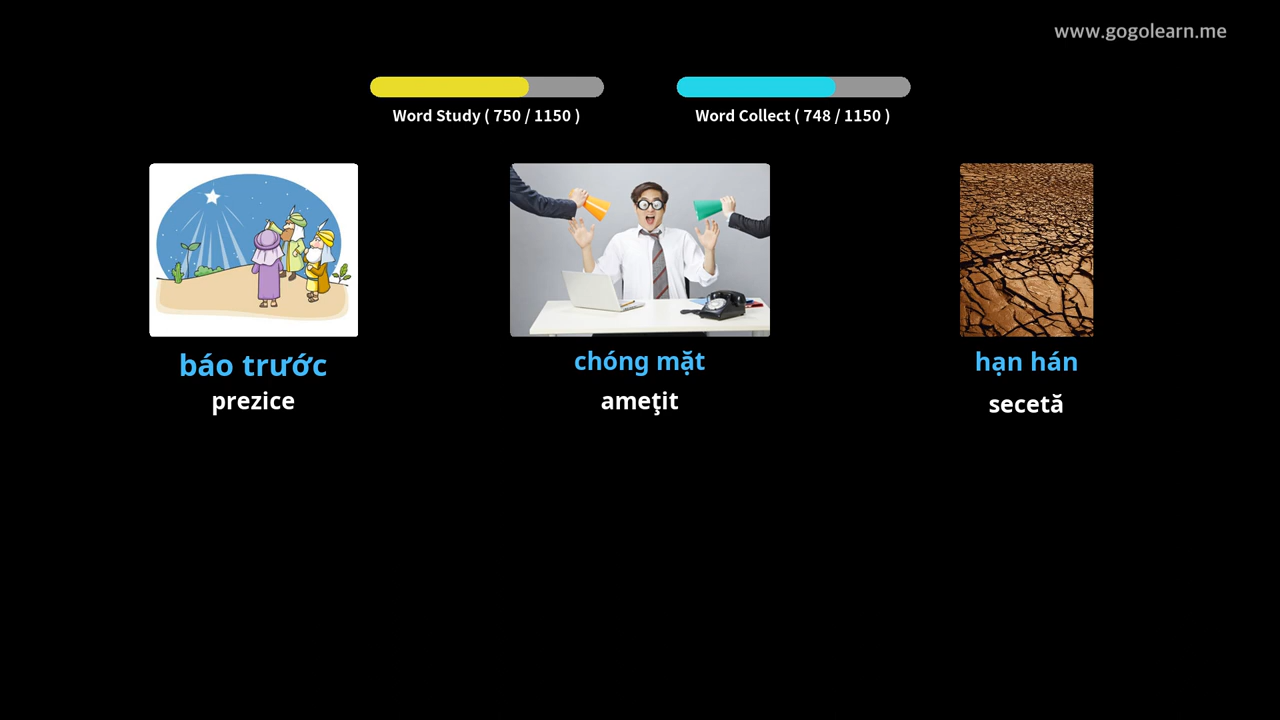 www.gogolearn.me
Word Study ( 750 / 1150 )
Word Collect ( 748 / 1150 )
báo trước
prezice
chóng mặt
ameţit
hạn hán
secetă